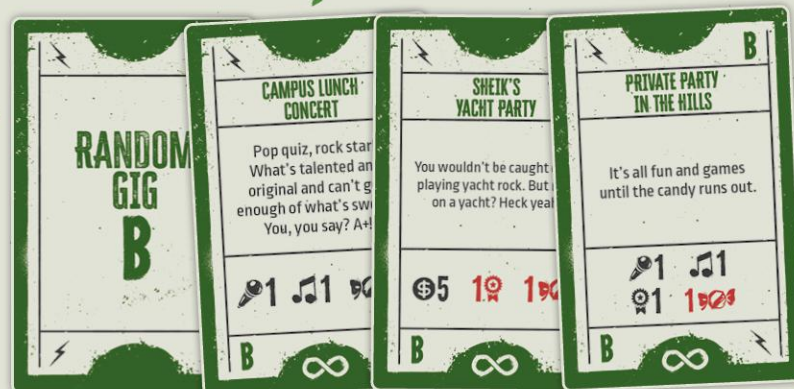 RANDOM
GIG
B
CAMPUS LUNCH
CONCERT
Pop quiz, rock star
What's talented an
original and can't g
enough of what's swe
You, you say? A+!
1 1
B
SHEIK'S
YACHT PARTY
You wouldn't be caught
playing yacht rock. But
on a yacht? Heck yeah
$5 1 1
B
B
PRIVATE PARTY
IN THE HILLS
It's all fun and games
until the candy runs out.
1 1
1 1
B